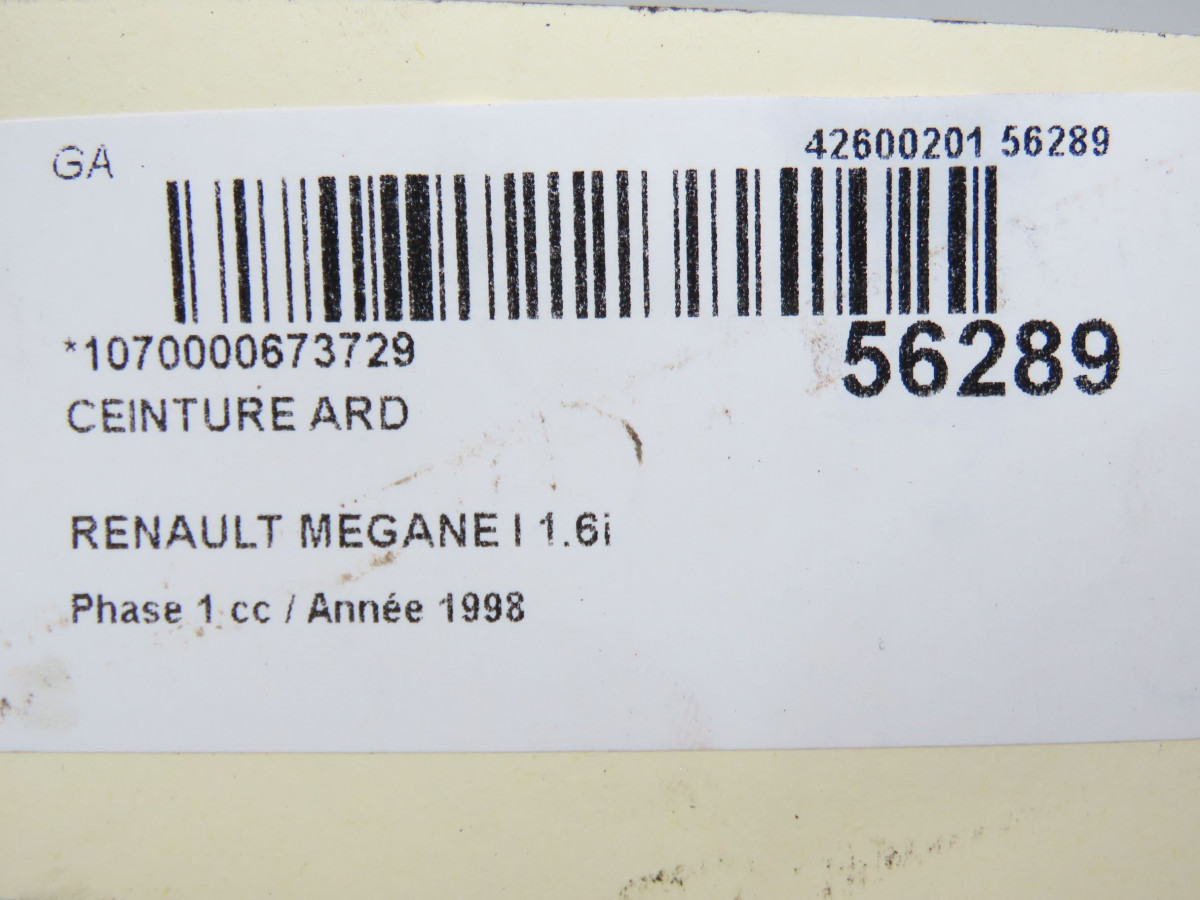 GA
42600201 56289
*1070000673729
56289
CEINTURE ARD
RENAULT MEGANE I 1.6i
Phase 1 cc / Année 1998